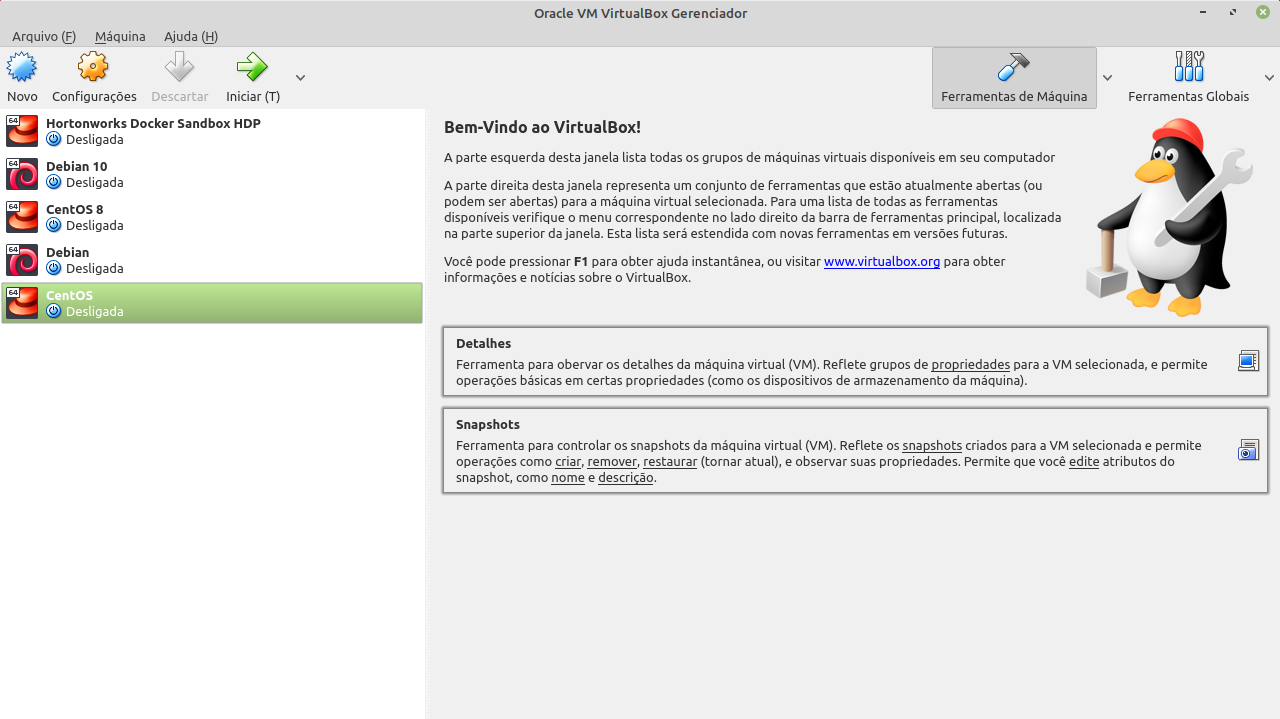 Oracle VM VirtualBox Gerenciador
Arquivo (F) Máquina Ajuda (H)
Novo Configurações Descartar Iniciar (T) Ferramentas de Máquina Ferramentas Globais
64 Hortonworks Docker Sandbox HDP
Desligada
64 Debian 10
Desligada
64 CentOS 8
Desligada
64 Debian
Desligada
64 CentOS
Desligada
Bem-Vindo ao VirtualBox!
A parte esquerda desta janela lista todas os grupos de máquinas virtuais disponíveis em seu computador
A parte direita desta janela representa um conjunto de ferramentas que estão atualmente abertas (ou
podem ser abertas) para a máquina virtual selecionada. Para uma lista de todas as ferramentas
disponíveis verifique o menu correspondente no lado direito da barra de ferramentas principal, localizada
na parte superior da janela. Esta lista será estendida com novas ferramentas em versões futuras.
Você pode pressionar F1 para obter ajuda instantânea, ou visitar www.virtualbox.org para obter
informações e notícias sobre o VirtualBox.
Detalhes
Ferramenta para obervar os detalhes da máquina virtual (VM). Reflete grupos de propriedades para a VM selecionada, e permite
operações básicas em certas propriedades (como os dispositivos de armazenamento da máquina).
Snapshots
Ferramenta para controlar os snapshots da máquina virtual (VM). Reflete os snapshots criados para a VM selecionada e permite
operações como criar, remover, restaurar (tornar atual), e observar suas propriedades. Permite que você edite atributos do
snapshot, como nome e descrição.